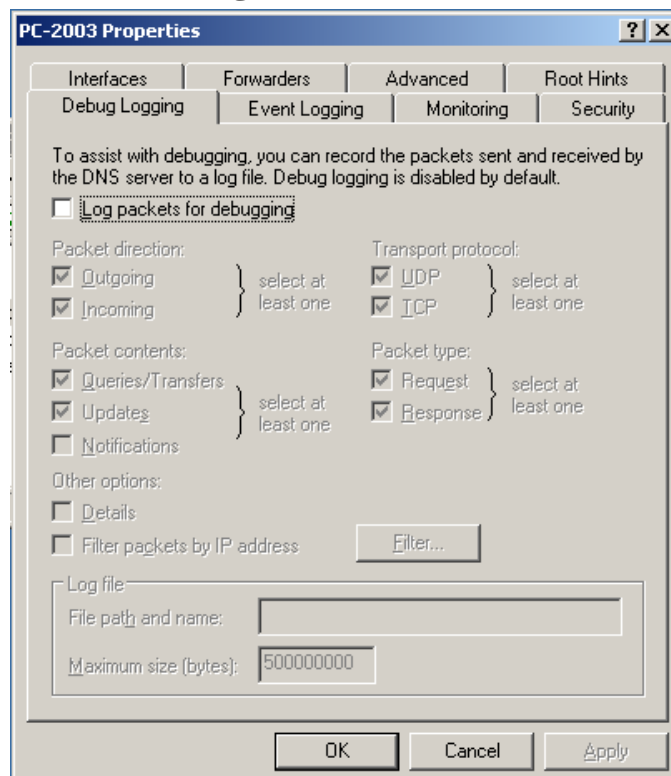 PC-2003 Properties
Interfaces Forwarders Advanced Root Hints
Debug Logging Event Logging Monitoring Security
To assist with debugging, you can record the packets sent and received by
the DNS server to a log file. Debug logging is disabled by default.
Log packets for debugging
Packet direction: Transport protocol:
Outgoing UDP
select at least one select at least one
Incoming TCP
Packet contents: Packet type:
Queries/Transfers Request
select at least one
Updates Response
select at least one
Notifications
Other options:
Details
Filter packets by IP address Filter...
Log file
File path and name:
Maximum size (bytes): 500000000
OK Cancel Apply